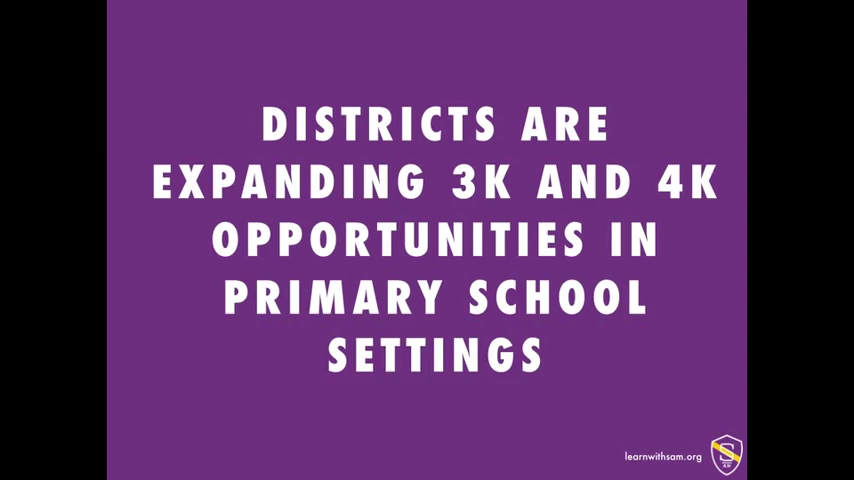 DISTRICTS ARE
EXPANDING 3K AND 4K
OPPORTUNITIES IN
PRIMARY SCHOOL
SETTINGS
learnwithsam.org
S